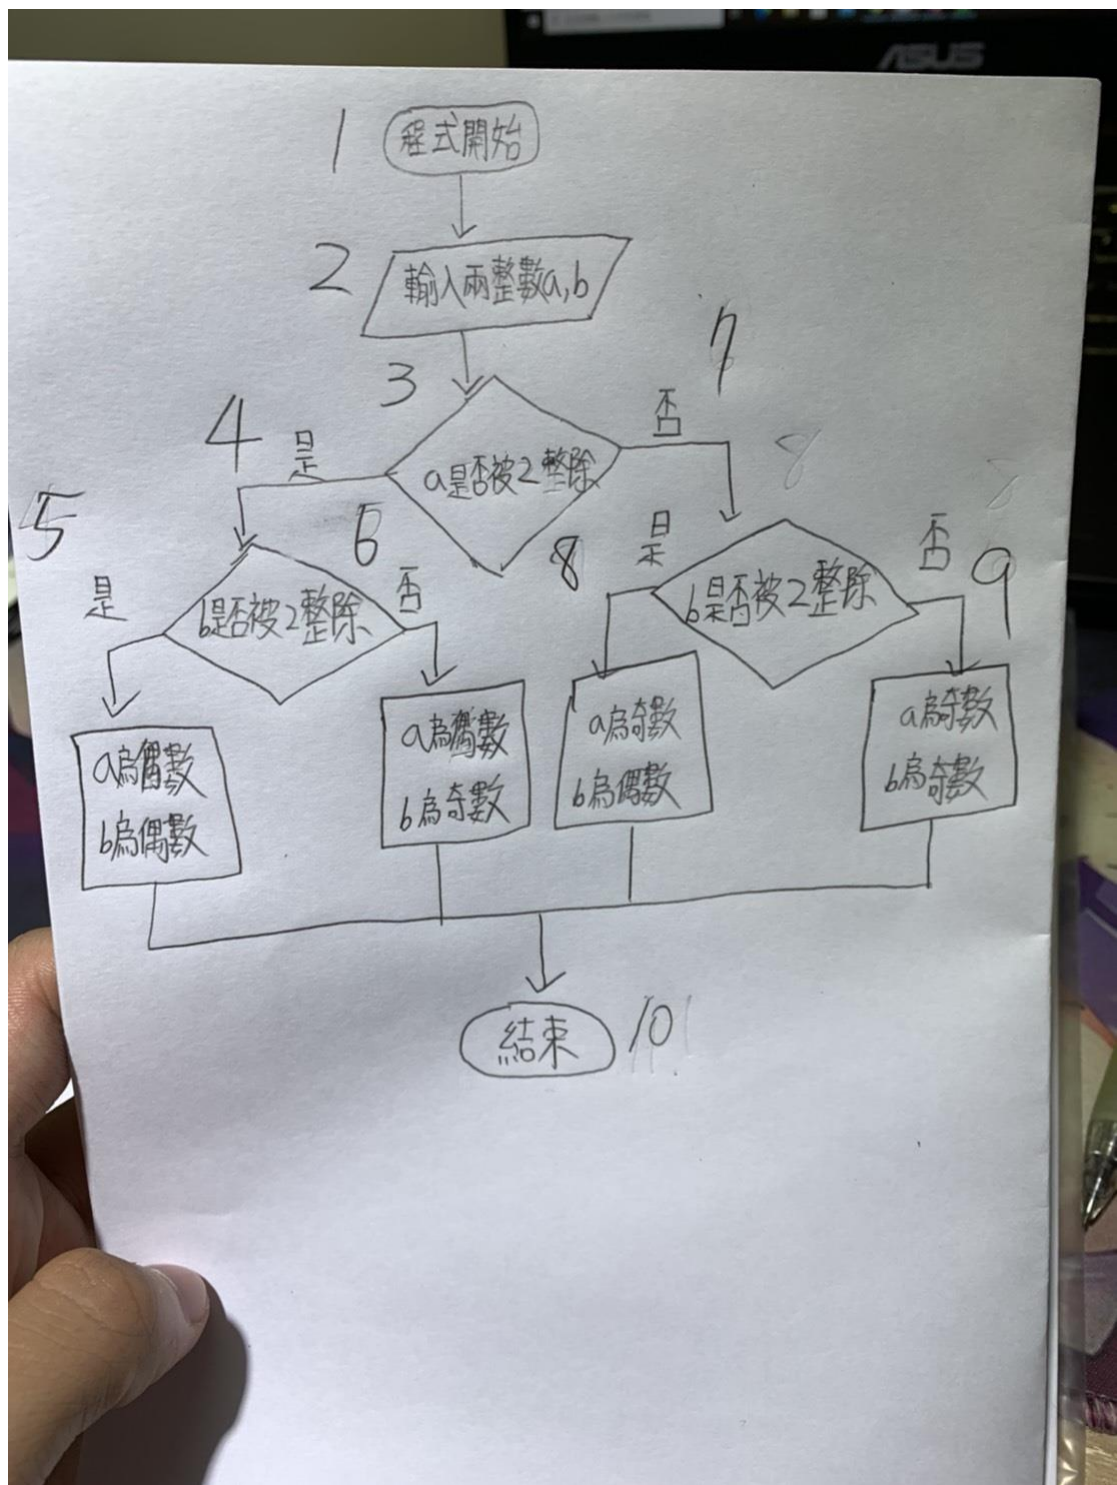 ASUS
1
程式開始
2
輸入兩整數a,b
3
a是否被2整除
4
是
否
7
5
是
b是否被2整除
6
否
8
是
b是否被2整除
否
9
a為偶數
b為偶數
a為偶數
b為奇數
a為奇數
b為偶數
a為奇數
b為奇數
結束
10